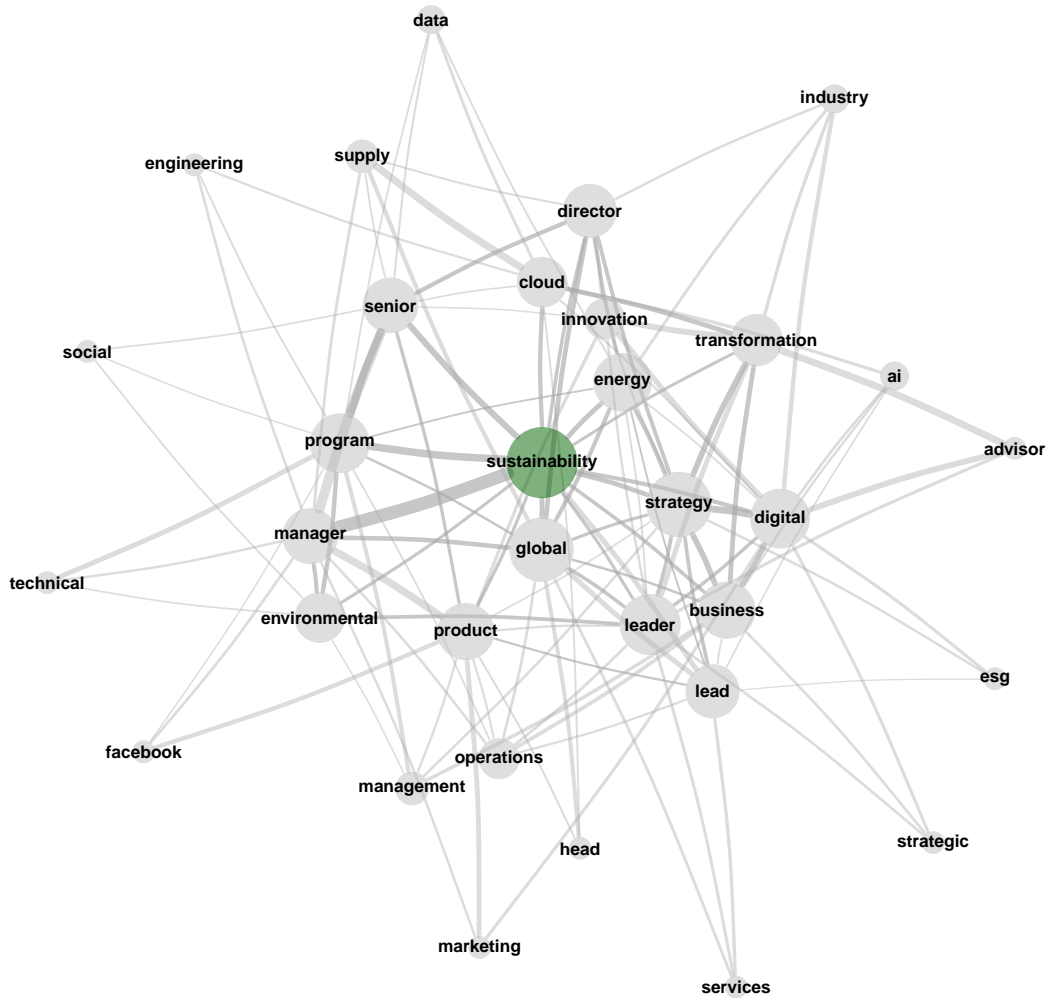 data
industry
supply
engineering
director
cloud
senior
innovation
transformation
social
energy
ai
program
advisor
sustainability
strategy
digital
manager
global
technical
business
environmental
leader
product
esg
lead
facebook
operations
management
strategic
head
marketing
services